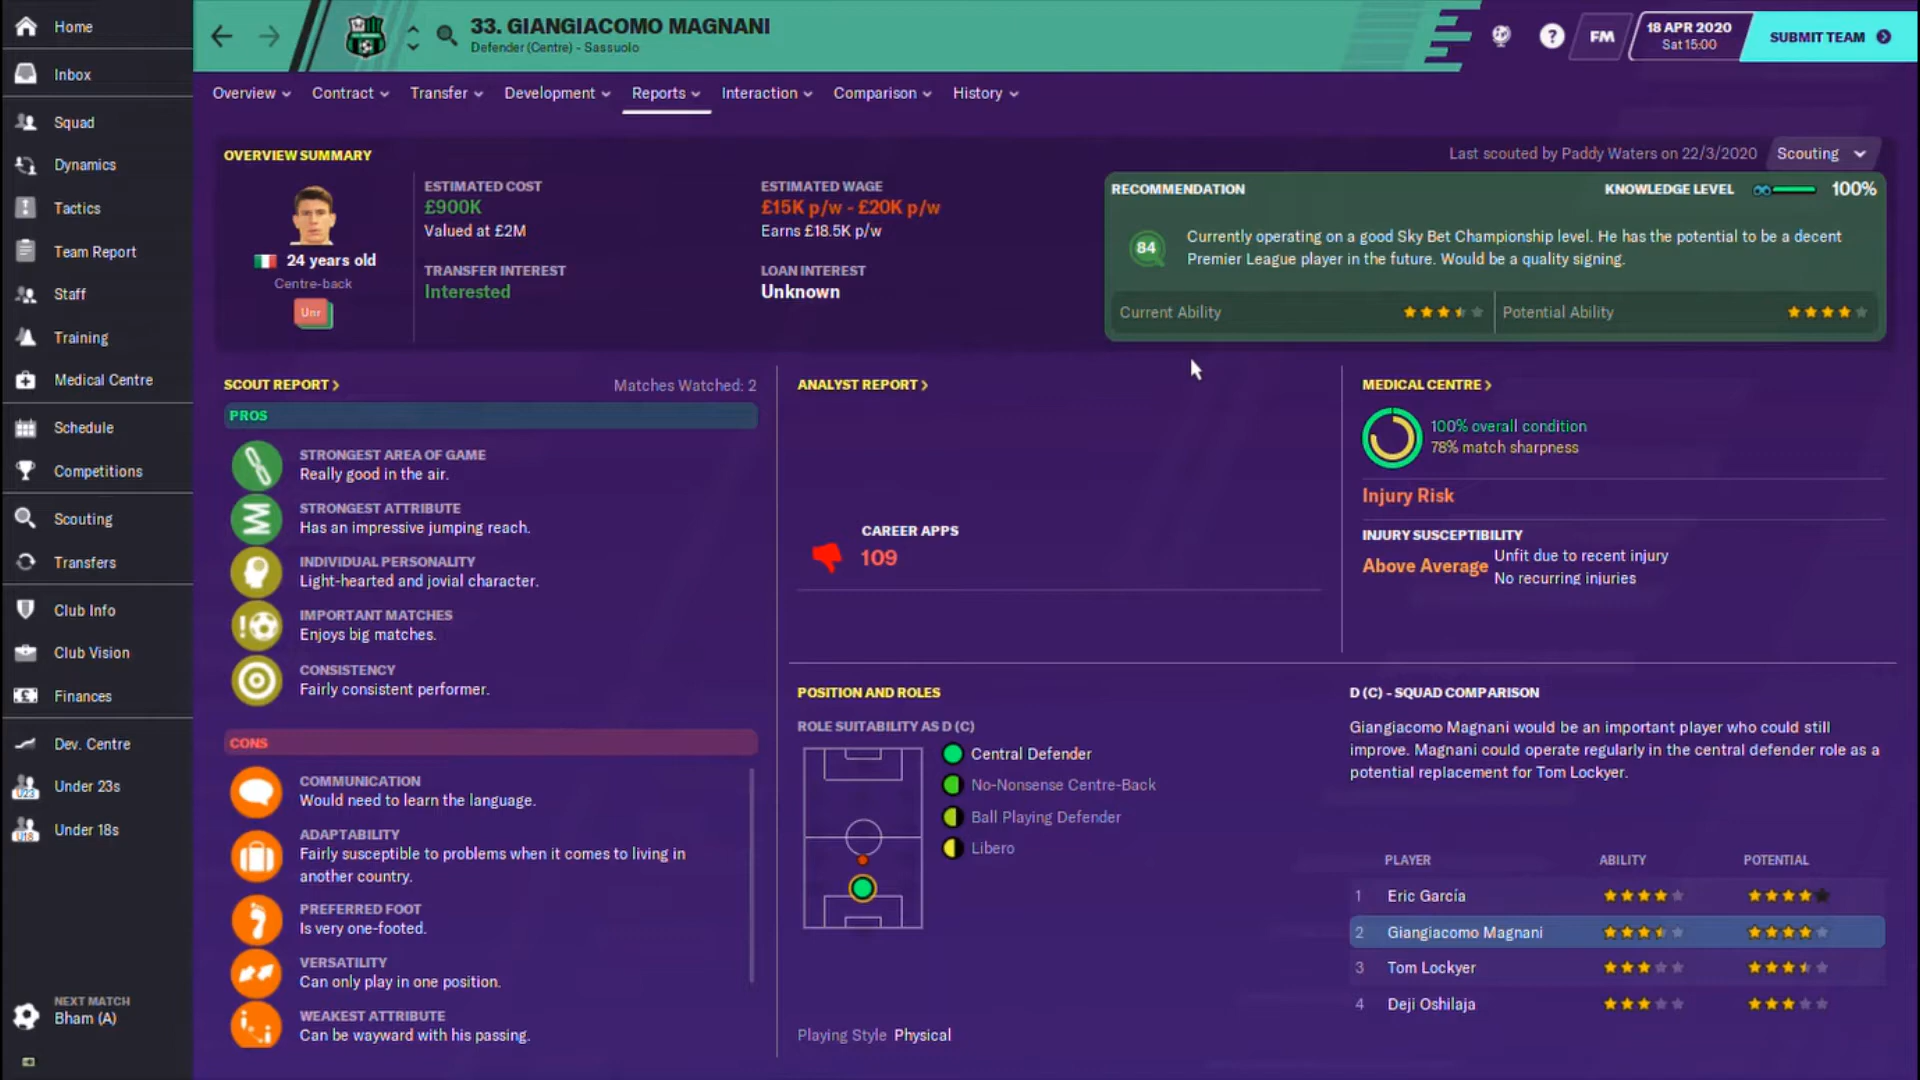 Home
Inbox
Squad
Dynamics
Tactics
Team Report
Staff
Training
Medical Centre
Schedule
Competitions
Scouting
Transfers
Club Info
Club Vision
Finances
Dev. Centre
U23
Under 23s
U18
Under 18s
NEXT MATCH
Bham (A)
33. GIANGIACOMO MAGNANI
Defender (Centre) - Sassuolo
?
FM
18 APR 2020
Sat 15:00
SUBMIT TEAM
Overview Contract Transfer Development Reports Interaction Comparison History
OVERVIEW SUMMARY
Last scouted by Paddy Waters on 22/3/2020
Scouting
24 years old
Centre-back
Unr
ESTIMATED COST
£900K
Valued at £2M
TRANSFER INTEREST
Interested
ESTIMATED WAGE
£15K p/w - £20K p/w
Earns £18.5K p/w
LOAN INTEREST
Unknown
RECOMMENDATION
KNOWLEDGE LEVEL 100%
84
Currently operating on a good Sky Bet Championship level. He has the potential to be a decent
Premier League player in the future. Would be a quality signing.
Current Ability
Potential Ability
SCOUT REPORT >
Matches Watched: 2
PROS
STRONGEST AREA OF GAME
Really good in the air.
STRONGEST ATTRIBUTE
Has an impressive jumping reach.
INDIVIDUAL PERSONALITY
Light-hearted and jovial character.
IMPORTANT MATCHES
Enjoys big matches.
CONSISTENCY
Fairly consistent performer.
CONS
COMMUNICATION
Would need to learn the language.
ADAPTABILITY
Fairly susceptible to problems when it comes to living in
another country.
PREFERRED FOOT
Is very one-footed.
VERSATILITY
Can only play in one position.
WEAKEST ATTRIBUTE
Can be wayward with his passing.
ANALYST REPORT >
CAREER APPS
109
MEDICAL CENTRE >
100% overall condition
78% match sharpness
Injury Risk
INJURY SUSCEPTIBILITY
Above Average
Unfit due to recent injury
No recurring injuries
POSITION AND ROLES
ROLE SUITABILITY AS D (C)
Central Defender
No-Nonsense Centre-Back
Ball Playing Defender
Libero
Playing Style Physical
D (C) - SQUAD COMPARISON
Giangiacomo Magnani would be an important player who could still
improve. Magnani could operate regularly in the central defender role as a
potential replacement for Tom Lockyer.
PLAYER ABILITY POTENTIAL
1 Eric García
2 Giangiacomo Magnani
3 Tom Lockyer
4 Deji Oshilaja